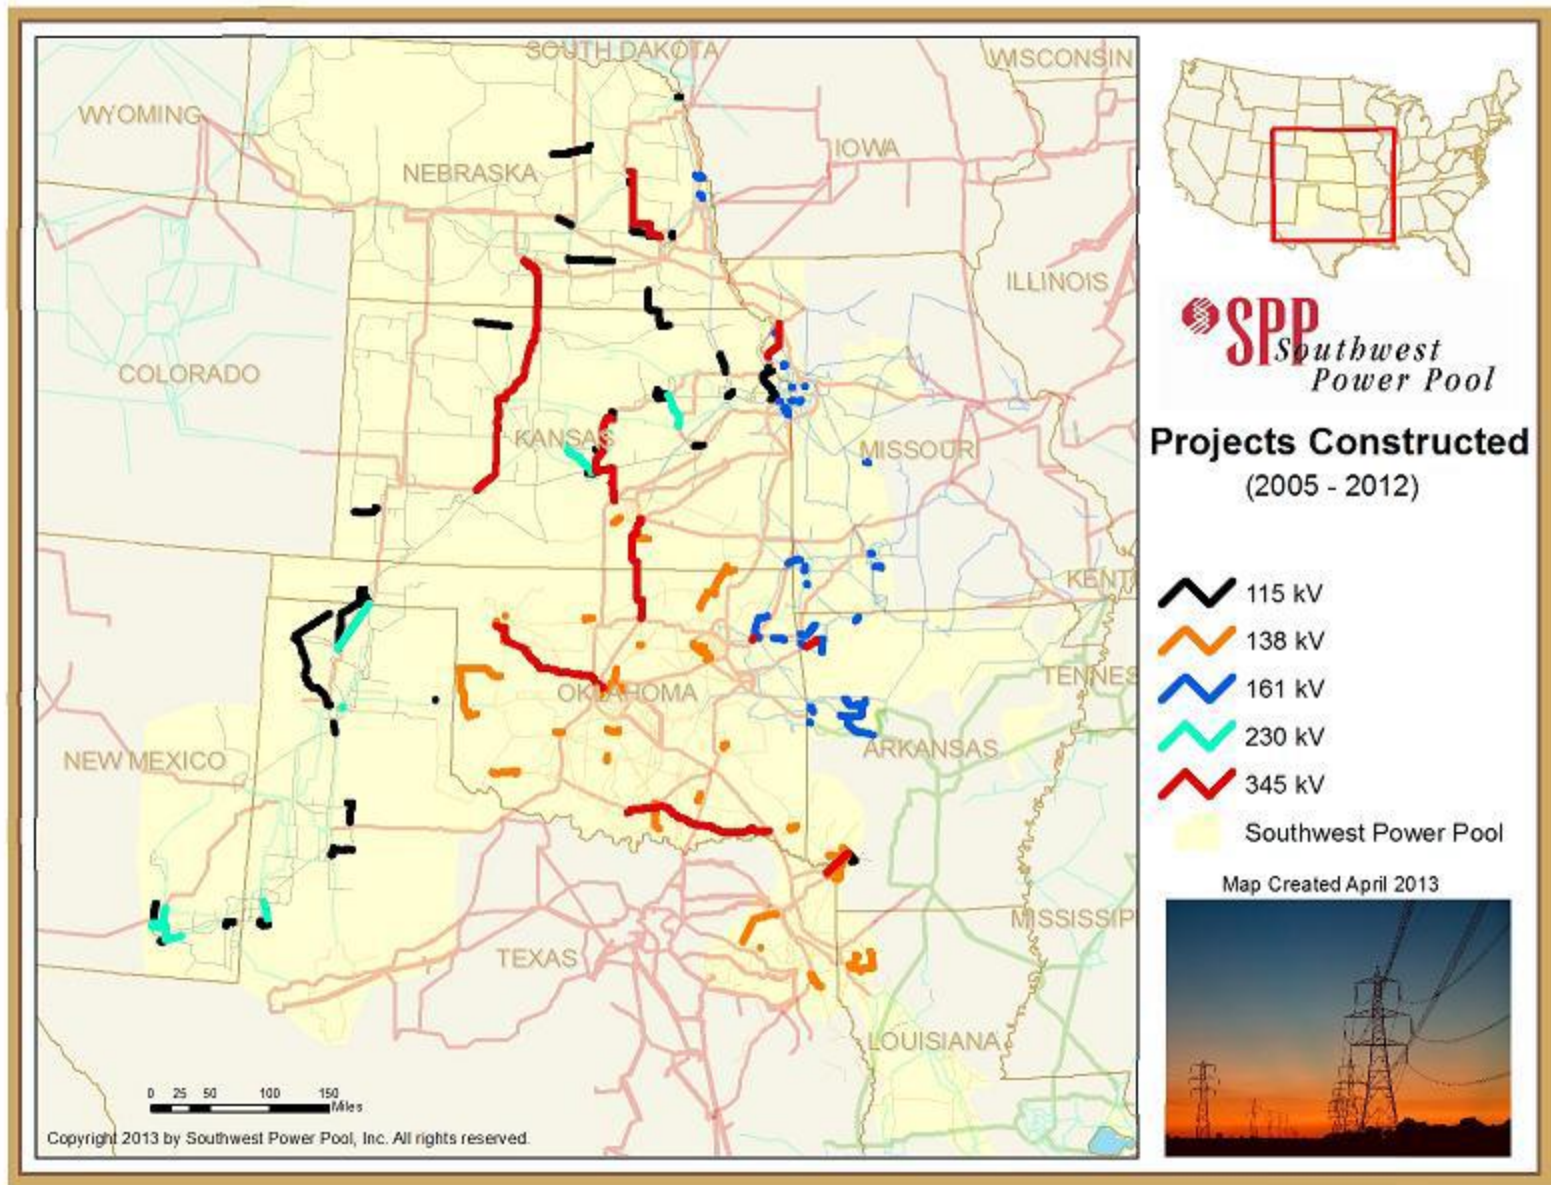 SOUTH DAKOTA
WISCONSIN
WYOMING
IOWA
NEBRASKA
ILLINOIS
COLORADO
KANSAS
MISSOUR
KENT
OKLAHOMA
TENNES
NEW MEXICO
ARKANSAS
MISSISSIP
TEXAS
LOUISIANA
0 25 50 100 150
Miles
Copyright 2013 by Southwest Power Pool, Inc. All rights reserved.
SPP
Southwest
Power Pool
Projects Constructed
(2005 - 2012)
115 kV
138 kV
161 kV
230 kV
345 kV
Southwest Power Pool
Map Created April 2013